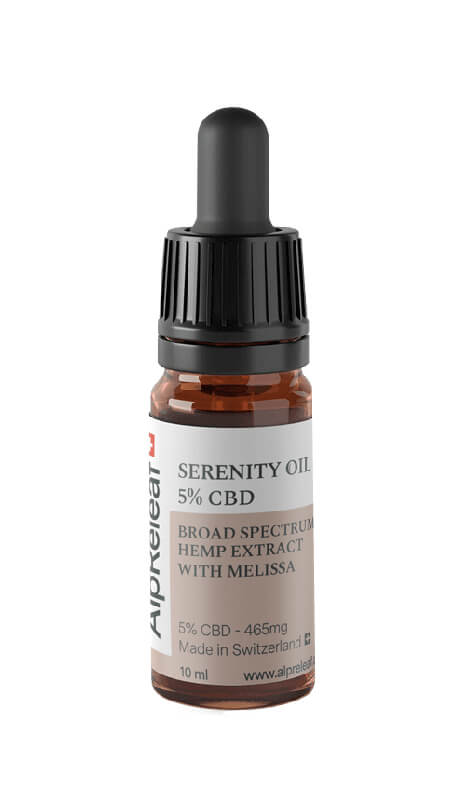 AlpReleaf
SERENITY OIL
5% CBD
BROAD SPECTRUM
HEMP EXTRACT
WITH MELISSA
5% CBD - 465mg
Made in Switzerland
10 ml
www.alpreleaf.